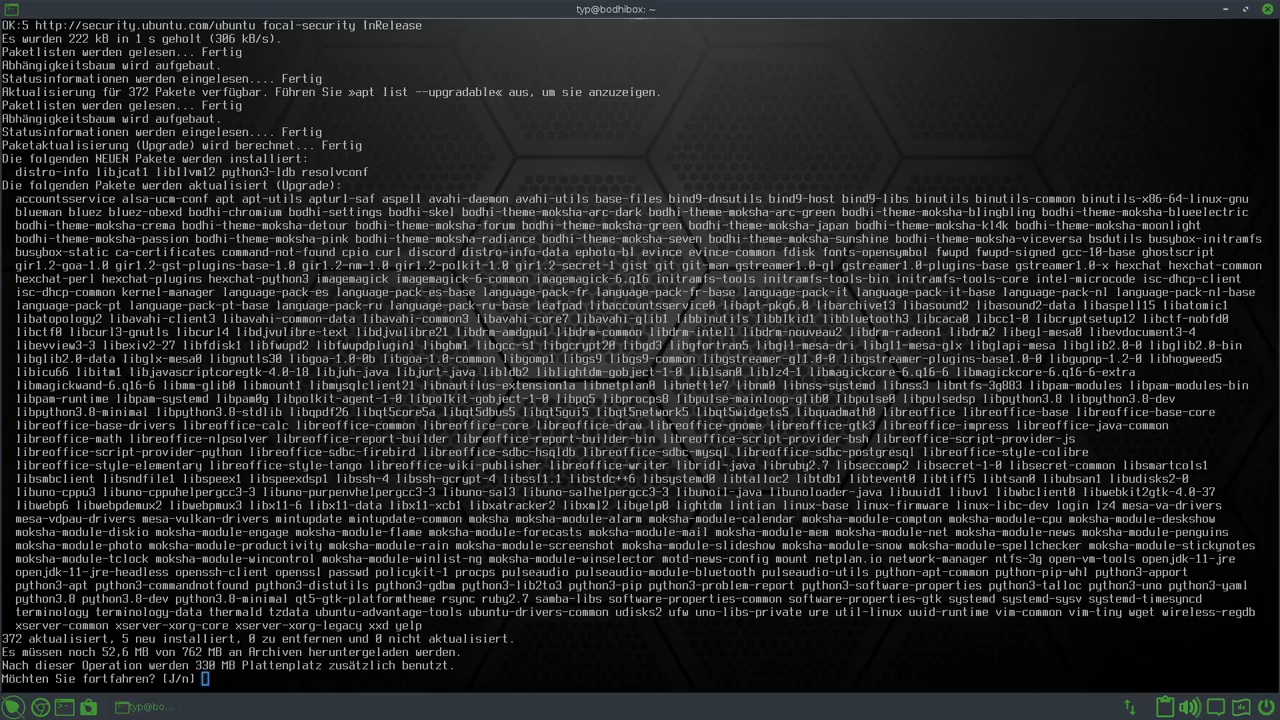 typ@bodhibox: ~
OK:5 http://security.ubuntu.com/ubuntu focal-security InRelease
Es wurden 222 kB in 1 s geholt (306 kB/s).
Paketlisten werden gelesen... Fertig
Abhängigkeitsbaum wird aufgebaut.
Statusinformationen werden eingelesen.... Fertig
Aktualisierung für 372 Pakete verfügbar. Führen Sie »apt list --upgradable« aus, um sie anzuzeigen.
Paketlisten werden gelesen... Fertig
Abhängigkeitsbaum wird aufgebaut.
Statusinformationen werden eingelesen.... Fertig
Paketaktualisierung (Upgrade) wird berechnet... Fertig
Die folgenden NEUEN Pakete werden installiert:
distro-info libjcat1 libllvm12 python3-ldb resolvconf
Die folgenden Pakete werden aktualisiert (Upgrade):
accountsservice alsa-ucm-conf apt apt-utils apturl-saf aspell avahi-daemon avahi-utils base-files bind9-dnsutils bind9-host bind9-libs binutils binutils-common binutils-x86-64-linux-gnu
blueman bluez bluez-obexd bodhi-chromium bodhi-settings bodhi-skel bodhi-theme-moksha-arc-dark bodhi-theme-moksha-arc-green bodhi-theme-moksha-blingbling bodhi-theme-moksha-blueelectric
bodhi-theme-moksha-crema bodhi-theme-moksha-detour bodhi-theme-moksha-forum bodhi-theme-moksha-green bodhi-theme-moksha-japan bodhi-theme-moksha-kl4k bodhi-theme-moksha-moonlight
bodhi-theme-moksha-passion bodhi-theme-moksha-pink bodhi-theme-moksha-radiance bodhi-theme-moksha-seven bodhi-theme-moksha-sunshine bodhi-theme-moksha-viceversa bsdutils busybox-initramfs
busybox-static ca-certificates command-not-found cpio curl discord distro-info-data ephoto-bl evince evince-common fdisk fonts-opensymbol fwupd fwupd-signed gcc-10-base ghostscript
gir1.2-goa-1.0 gir1.2-gst-plugins-base-1.0 gir1.2-nm-1.0 gir1.2-polkit-1.0 gir1.2-secret-1 gist git git-man gstreamer1.0-gl gstreamer1.0-plugins-base gstreamer1.0-x hexchat hexchat-common
hexchat-perl hexchat-plugins hexchat-python3 imagemagick imagemagick-6-common imagemagick-6.q16 initramfs-tools initramfs-tools-bin initramfs-tools-core intel-microcode isc-dhcp-client
isc-dhcp-common kernel-manager language-pack-es language-pack-es-base language-pack-fr language-pack-fr-base language-pack-it language-pack-it-base language-pack-nl language-pack-nl-base
language-pack-pt language-pack-pt-base language-pack-ru language-pack-ru-base leafpad libaccountsservice0 libapt-pkg6.0 libarchive13 libasound2 libasound2-data libaspell15 libatomic1
libatopology2 libavahi-client3 libavahi-common-data libavahi-common3 libavahi-core7 libavahi-glib1 libbinutils libblkid1 libbluetooth3 libcaca0 libcc1-0 libcryptsetup12 libctf-nobfd0
libctf0 libcurl3-gnutls libcurl4 libdjvulibre-text libdjvulibre21 libdrm-amdgpu1 libdrm-common libdrm-intel1 libdrm-nouveau2 libdrm-radeon1 libdrm2 libegl-mesa0 libevdocument3-4
libevview3-3 libexiv2-27 libfdisk1 libfwupd2 libfwupdplugin1 libgbm1 libgcc-s1 libgcrypt20 libgd3 libgfortran5 libgl1-mesa-dri libgl1-mesa-glx libglapi-mesa libglib2.0-0 libglib2.0-bin
libglib2.0-data libglx-mesa0 libgnutls30 libgoa-1.0-0b libgoa-1.0-common libgomp1 libgs9 libgs9-common libgstreamer-gl1.0-0 libgstreamer-plugins-base1.0-0 libgupnp-1.2-0 libhogweed5
libicu66 libitm1 libjavascriptcoregtk-4.0-18 libjuh-java libjurt-java libldb2 liblightdm-gobject-1-0 liblsan0 liblz4-1 libmagickcore-6.q16-6 libmagickcore-6.q16-6-extra
libmagickwand-6.q16-6 libmm-glib0 libmount1 libmysqlclient21 libnautilus-extension1a libnetplan0 libnettle7 libnm0 libnss-systemd libnss3 libntfs-3g883 libpam-modules libpam-modules-bin
libpam-runtime libpam-systemd libpam0g libpolkit-agent-1-0 libpolkit-gobject-1-0 libpq5 libprocps8 libpulse-mainloop-glib0 libpulse0 libpulsedsp libpython3.8 libpython3.8-dev
libpython3.8-minimal libpython3.8-stdlib libqpdf26 libqt5core5a libqt5dbus5 libqt5gui5 libqt5network5 libqt5widgets5 libquadmath0 libreoffice libreoffice-base libreoffice-base-core
libreoffice-base-drivers libreoffice-calc libreoffice-common libreoffice-core libreoffice-draw libreoffice-gnome libreoffice-gtk3 libreoffice-impress libreoffice-java-common
libreoffice-math libreoffice-nlpsolver libreoffice-report-builder libreoffice-report-builder-bin libreoffice-script-provider-bsh libreoffice-script-provider-js
libreoffice-script-provider-python libreoffice-sdbc-firebird libreoffice-sdbc-hsqldb libreoffice-sdbc-mysql libreoffice-sdbc-postgresql libreoffice-style-colibre
libreoffice-style-elementary libreoffice-style-tango libreoffice-wiki-publisher libreoffice-writer libridl-java libruby2.7 libseccomp2 libsecret-1-0 libsecret-common libsmartcols1
libsmbclient libsndfile1 libspeex1 libspeexdsp1 libssh-4 libssh-gcrypt-4 libssl1.1 libstdc++6 libsystemd0 libtalloc2 libtdb1 libtevent0 libtiff5 libtsan0 libubsan1 libudisks2-0
libuno-cppu3 libuno-cppuhelpergcc3-3 libuno-purpenvhelpergcc3-3 libuno-sal3 libuno-salhelpergcc3-3 libunoil-java libunoloader-java libuuid1 libuv1 libwbclient0 libwebkit2gtk-4.0-37
libwebp6 libwebpdemux2 libwebpmux3 libx11-6 libx11-data libx11-xcb1 libxatracker2 libxml2 libyelp0 lightdm lintian linux-base linux-firmware linux-libc-dev login lz4 mesa-va-drivers
mesa-vdpau-drivers mesa-vulkan-drivers mintupdate mintupdate-common moksha moksha-module-alarm moksha-module-calendar moksha-module-compton moksha-module-cpu moksha-module-deskshow
moksha-module-diskio moksha-module-engage moksha-module-flame moksha-module-forecasts moksha-module-mail moksha-module-mem moksha-module-net moksha-module-news moksha-module-penguins
moksha-module-photo moksha-module-productivity moksha-module-rain moksha-module-screenshot moksha-module-slideshow moksha-module-snow moksha-module-spellchecker moksha-module-stickynotes
moksha-module-tclock moksha-module-wincontrol moksha-module-winlist-ng moksha-module-winselector motd-news-config mount netplan.io network-manager ntfs-3g open-vm-tools openjdk-11-jre
openjdk-11-jre-headless openssh-client openssl passwd policykit-1 procps pulseaudio pulseaudio-module-bluetooth pulseaudio-utils python-apt-common python-pip-whl python3-apport
python3-apt python3-commandnotfound python3-distutils python3-gdbm python3-lib2to3 python3-pip python3-problem-report python3-software-properties python3-talloc python3-uno python3-yaml
python3.8 python3.8-dev python3.8-minimal qt5-gtk-platformtheme rsync ruby2.7 samba-libs software-properties-common software-properties-gtk systemd systemd-sysv systemd-timesyncd
terminology terminology-data thermald tzdata ubuntu-advantage-tools ubuntu-drivers-common udisks2 ufw uno-libs-private ure util-linux uuid-runtime vim-common vim-tiny wget wireless-regdb
xserver-common xserver-xorg-core xserver-xorg-legacy xxd yelp
372 aktualisiert, 5 neu installiert, 0 zu entfernen und 0 nicht aktualisiert.
Es müssen noch 52,6 MB von 762 MB an Archiven heruntergeladen werden.
Nach dieser Operation werden 330 MB Plattenplatz zusätzlich benutzt.
Möchten Sie fortfahren? [J/n]
typ@bo...